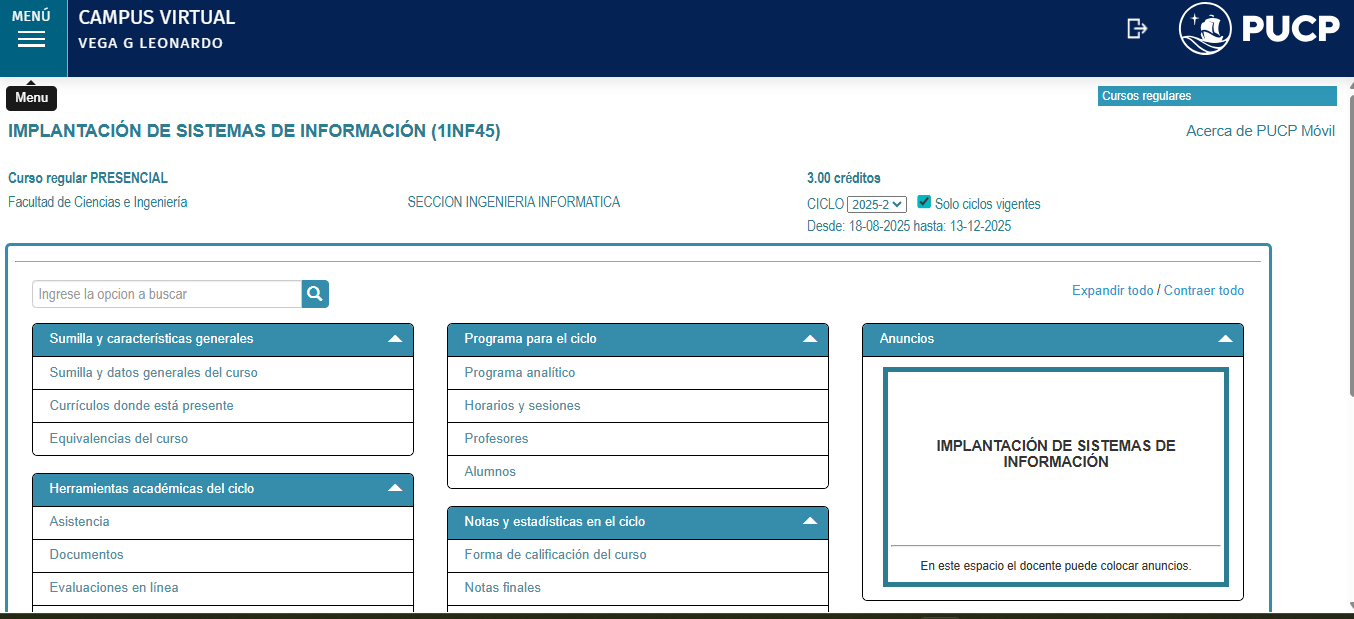 MENÚ
CAMPUS VIRTUAL
VEGA G LEONARDO
PUCP
Menu
Cursos regulares
IMPLANTACIÓN DE SISTEMAS DE INFORMACIÓN (1INF45)
Acerca de PUCP Móvil
Curso regular PRESENCIAL
3.00 créditos
Facultad de Ciencias e Ingeniería
SECCION INGENIERIA INFORMATICA
CICLO 2025-2 Solo ciclos vigentes
Desde: 18-08-2025 hasta: 13-12-2025
Ingrese la opcion a buscar
Expandir todo / Contraer todo
Sumilla y características generales
Sumilla y datos generales del curso
Currículos donde está presente
Equivalencias del curso
Herramientas académicas del ciclo
Asistencia
Documentos
Evaluaciones en línea
Programa para el ciclo
Programa analítico
Horarios y sesiones
Profesores
Alumnos
Notas y estadísticas en el ciclo
Forma de calificación del curso
Notas finales
Anuncios
IMPLANTACIÓN DE SISTEMAS DE
INFORMACIÓN
En este espacio el docente puede colocar anuncios.